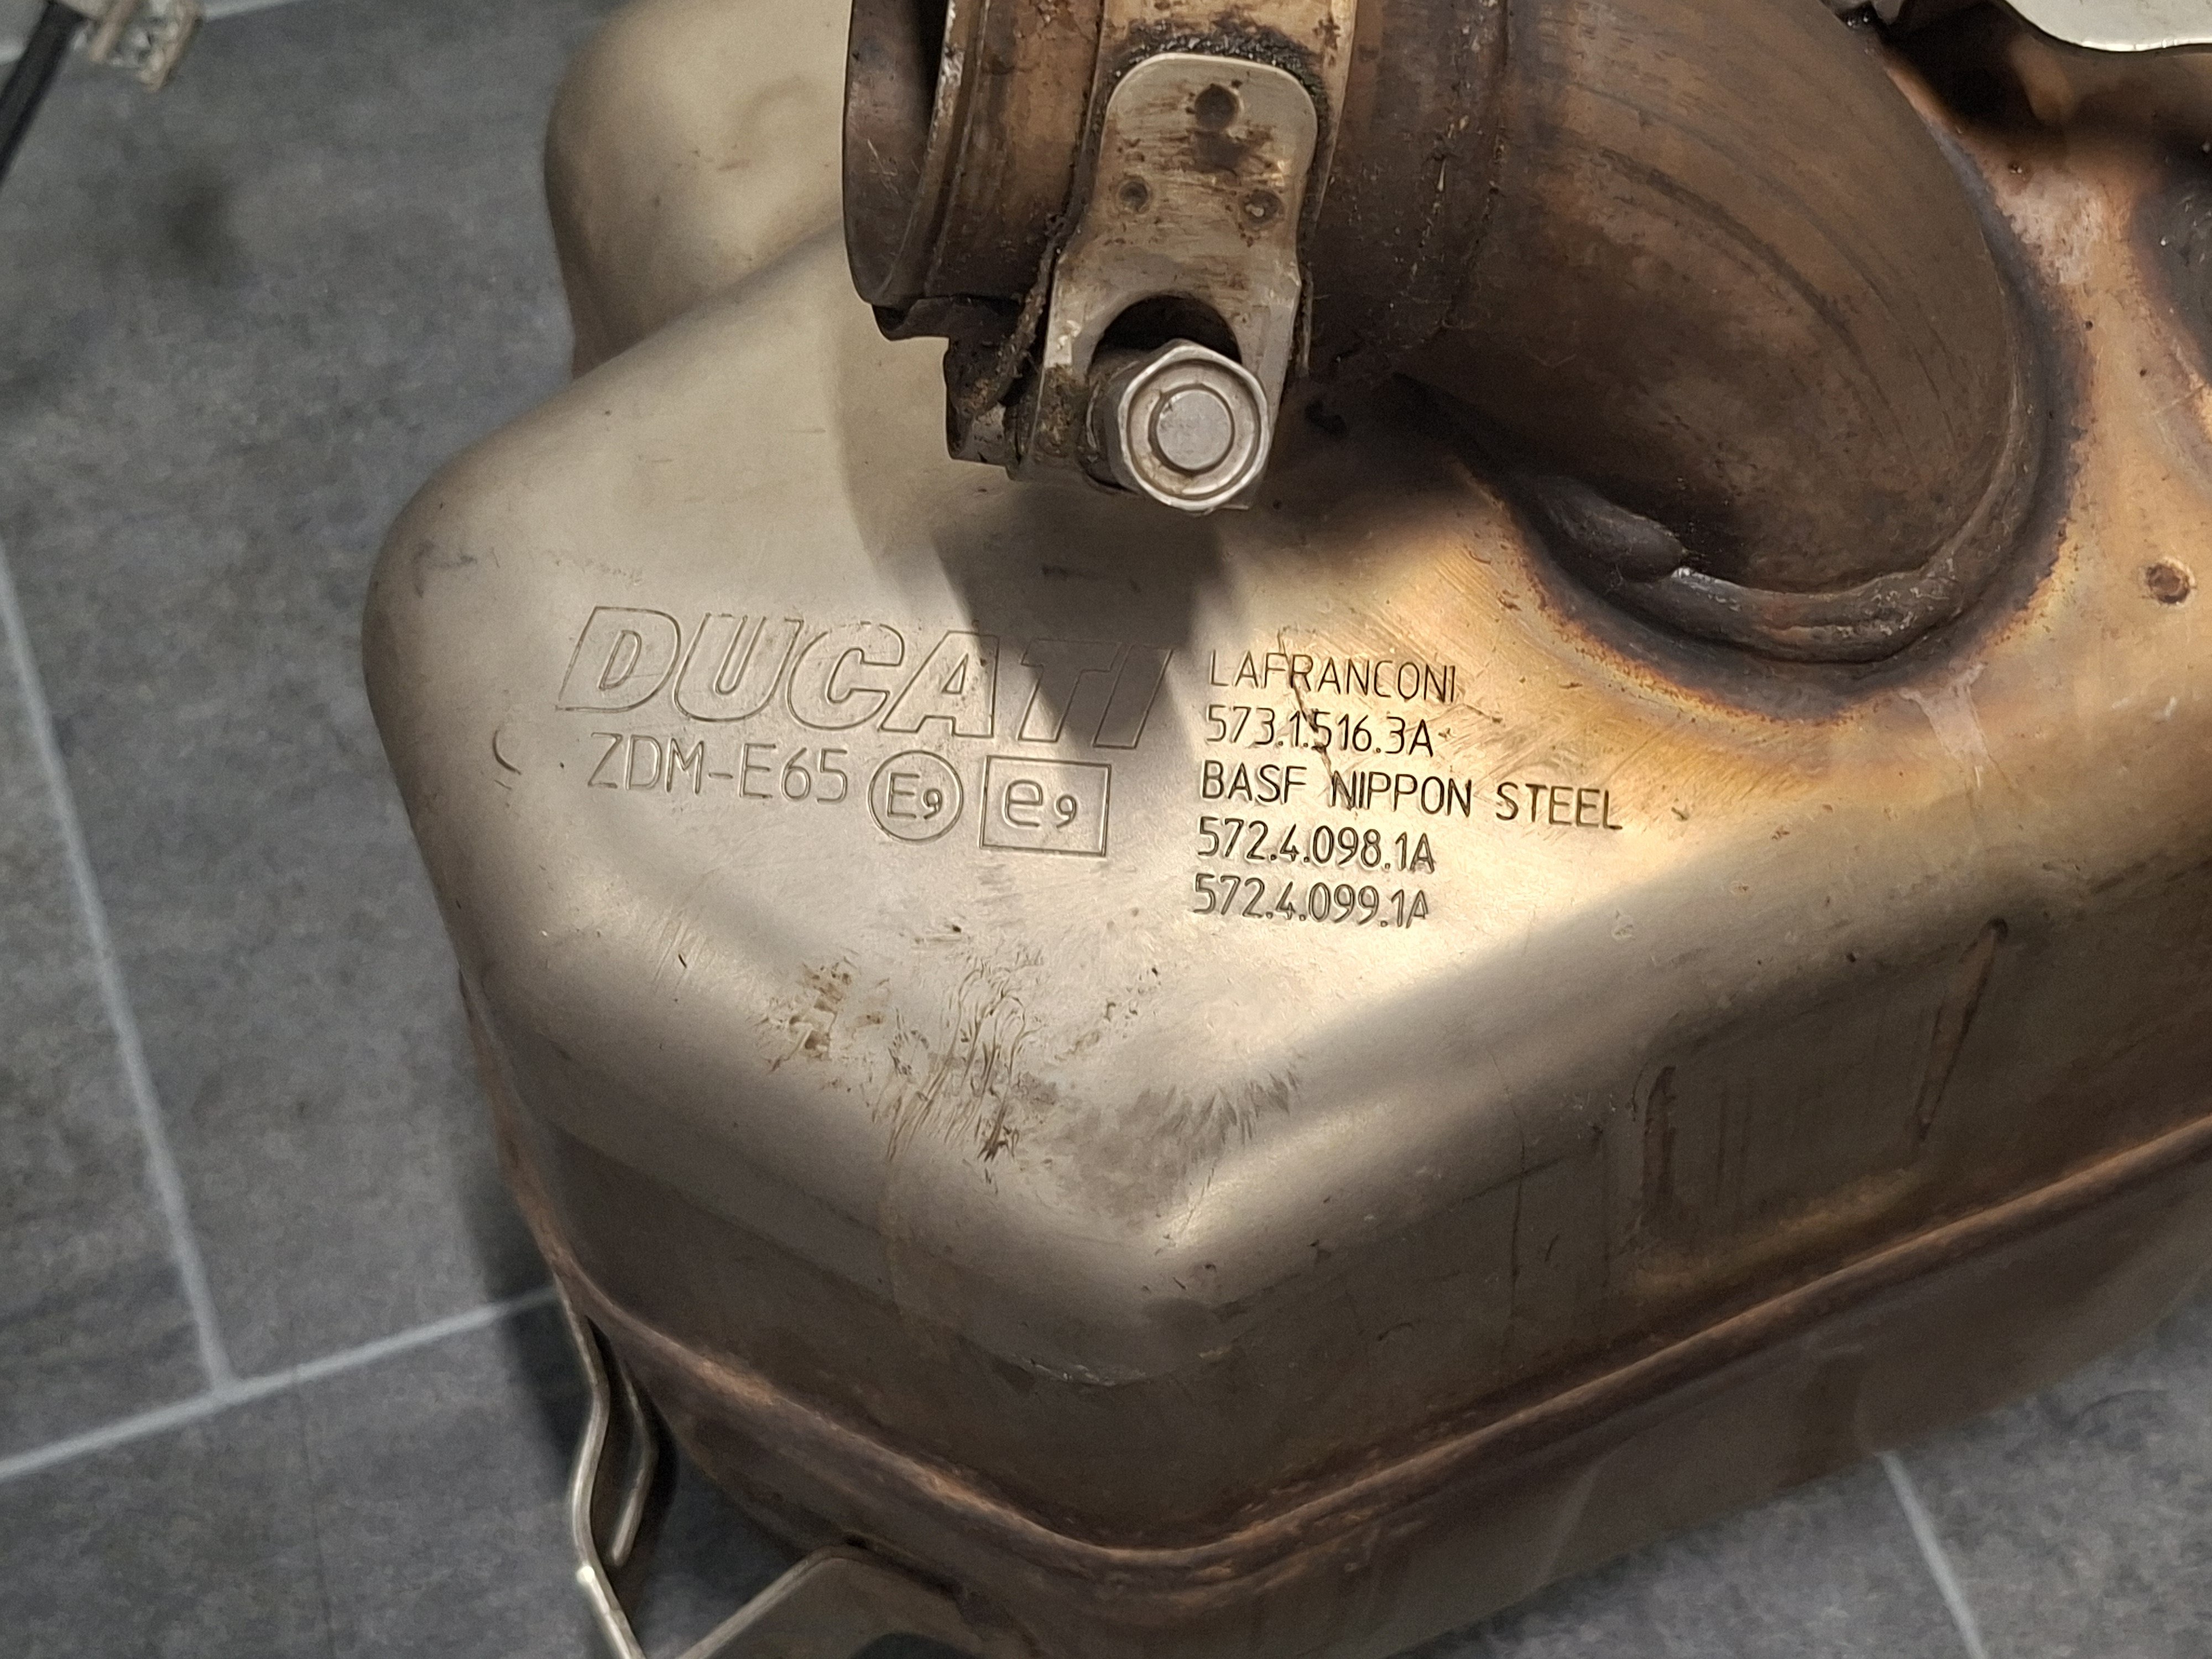 DUCATI
ZDM-E65 E9 e9
LAFRANCONI
573.1.516.3A
BASF NIPPON STEEL
572.4.098.1A
572.4.099.1A